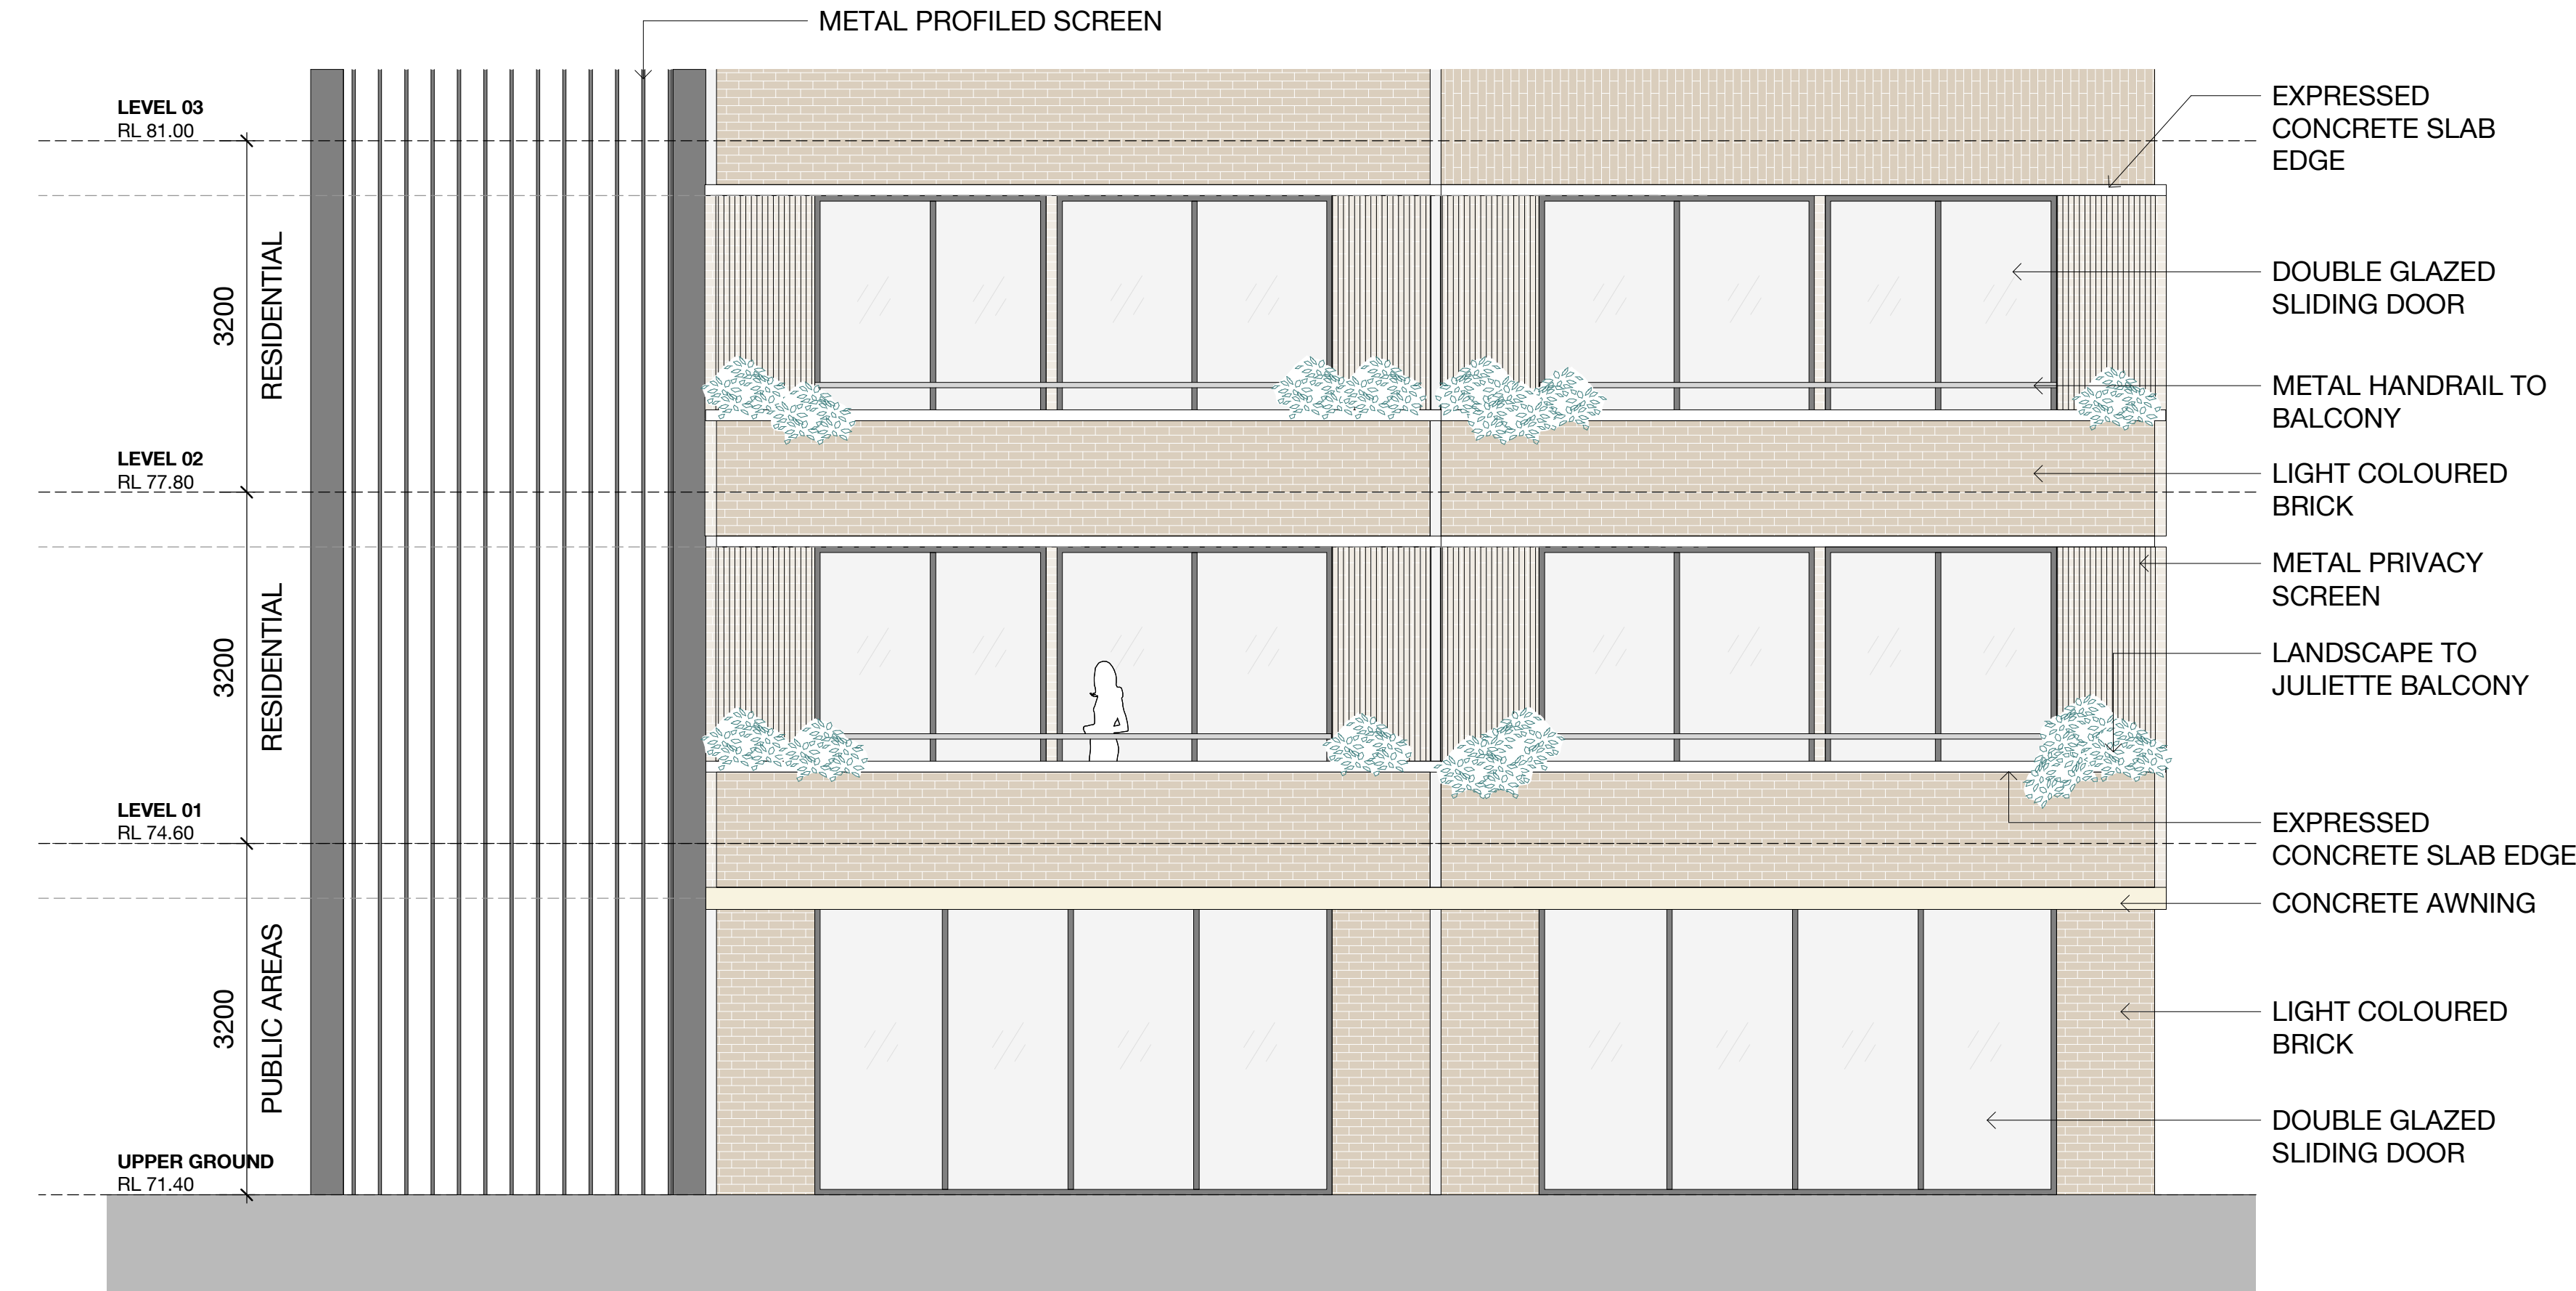 METAL PROFILED SCREEN
LEVEL 03
RL 81.00
3200
RESIDENTIAL
LEVEL 02
RL 77.80
3200
RESIDENTIAL
LEVEL 01
RL 74.60
3200
PUBLIC AREAS
UPPER GROUND
RL 71.40
EXPRESSED
CONCRETE SLAB
EDGE
DOUBLE GLAZED
SLIDING DOOR
METAL HANDRAIL TO
BALCONY
LIGHT COLOURED
BRICK
METAL PRIVACY
SCREEN
LANDSCAPE TO
JULIETTE BALCONY
EXPRESSED
CONCRETE SLAB EDGE
CONCRETE AWNING
LIGHT COLOURED
BRICK
DOUBLE GLAZED
SLIDING DOOR